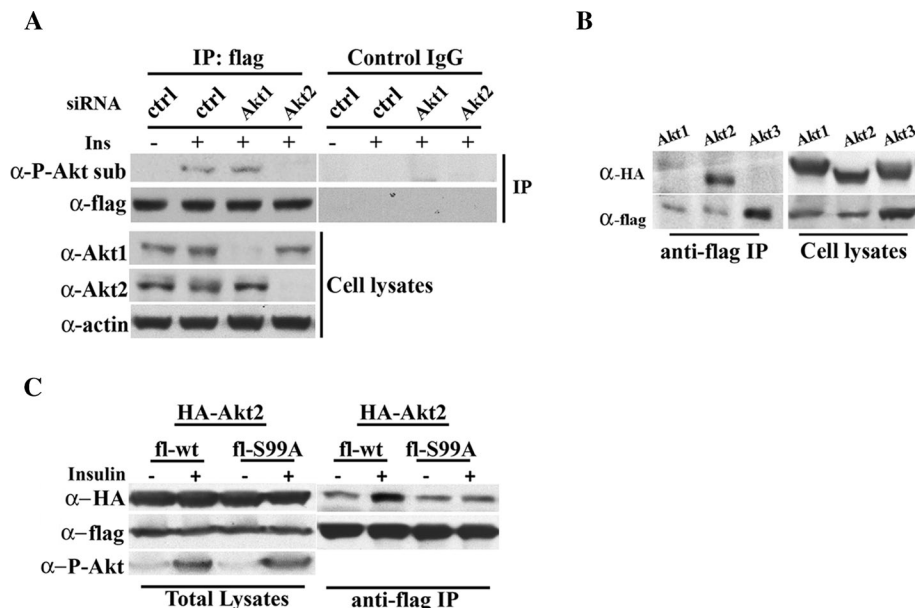 A
IP: flag Control IgG
siRNA ctrl ctrl Akt1 Akt2 ctrl ctrl Akt1 Akt2
Ins - + + + - + + +
α-P-Akt sub
α-flag
IP
α-Akt1
α-Akt2
α-actin
Cell lysates
B
Akt1 Akt2 Akt3 Akt1 Akt2 Akt3
α-HA
α-flag
anti-flag IP Cell lysates
C
HA-Akt2 HA-Akt2
fl-wt fl-S99A fl-wt fl-S99A
Insulin - + - + - + - +
α–HA
α–flag
α–P-Akt
Total Lysates anti-flag IP